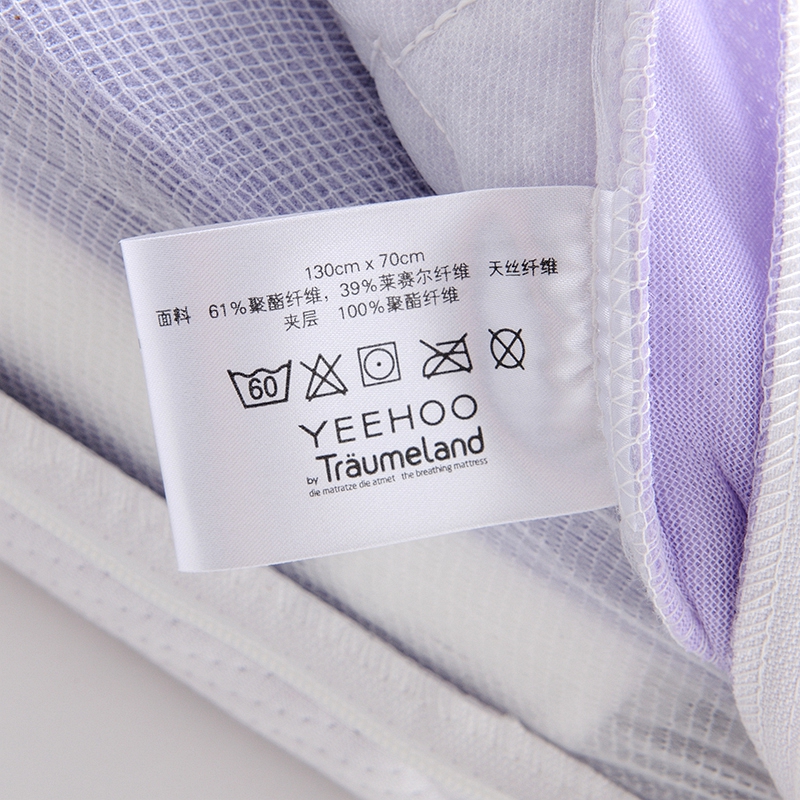 130cm x 70cm
面料 61%聚酯纤维，39%莱赛尔纤维 天丝纤维
夹层 100%聚酯纤维
60
YEEHOO
by Träumeland
die matratze die atmet the breathing mattress